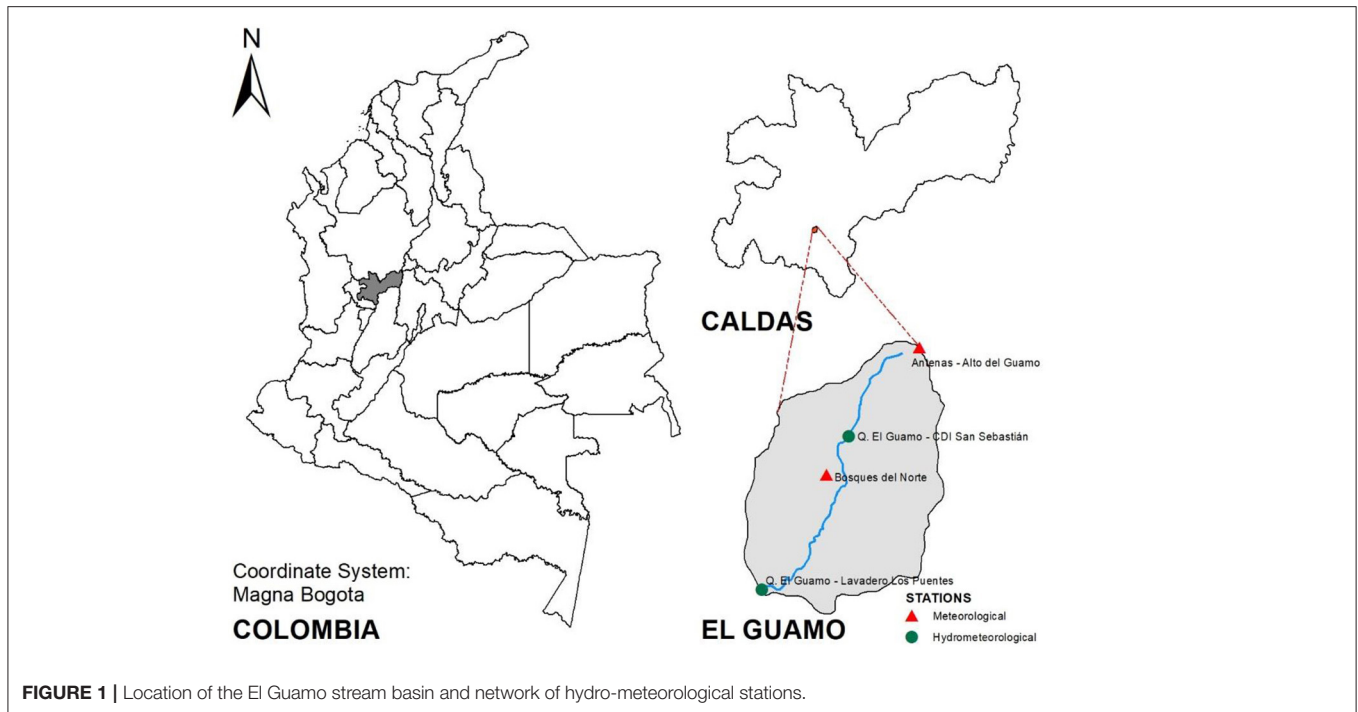 N
Coordinate System:
Magna Bogota
COLOMBIA
CALDAS
Antenas - Alto del Guamo
Q. El Guamo - CDI San Sebastián
Bosques del Norte
Q. El Guamo - Lavadero Los Puentes
EL GUAMO
STATIONS
Meteorological
Hydrometeorological
FIGURE 1 | Location of the El Guamo stream basin and network of hydro-meteorological stations.